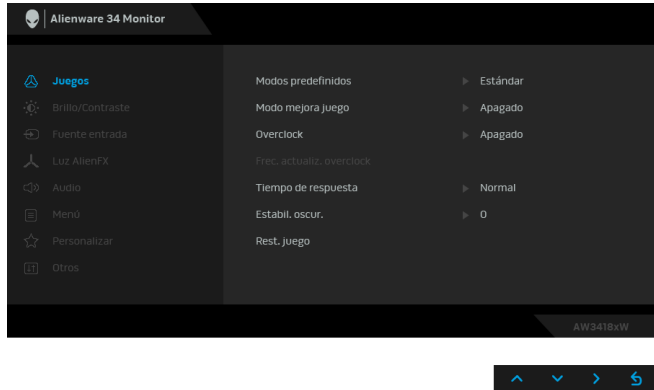 Alienware 34 Monitor
Juegos
Modos predefinidos Estándar
Brillo/Contraste
Modo mejora juego Apagado
Fuente entrada
Overclock Apagado
Luz AlienFX
Frec. actualiz. overclock
Audio
Tiempo de respuesta Normal
Menú
Estabil. oscur. 0
Personalizar
Rest. juego
Otros
AW3418xW